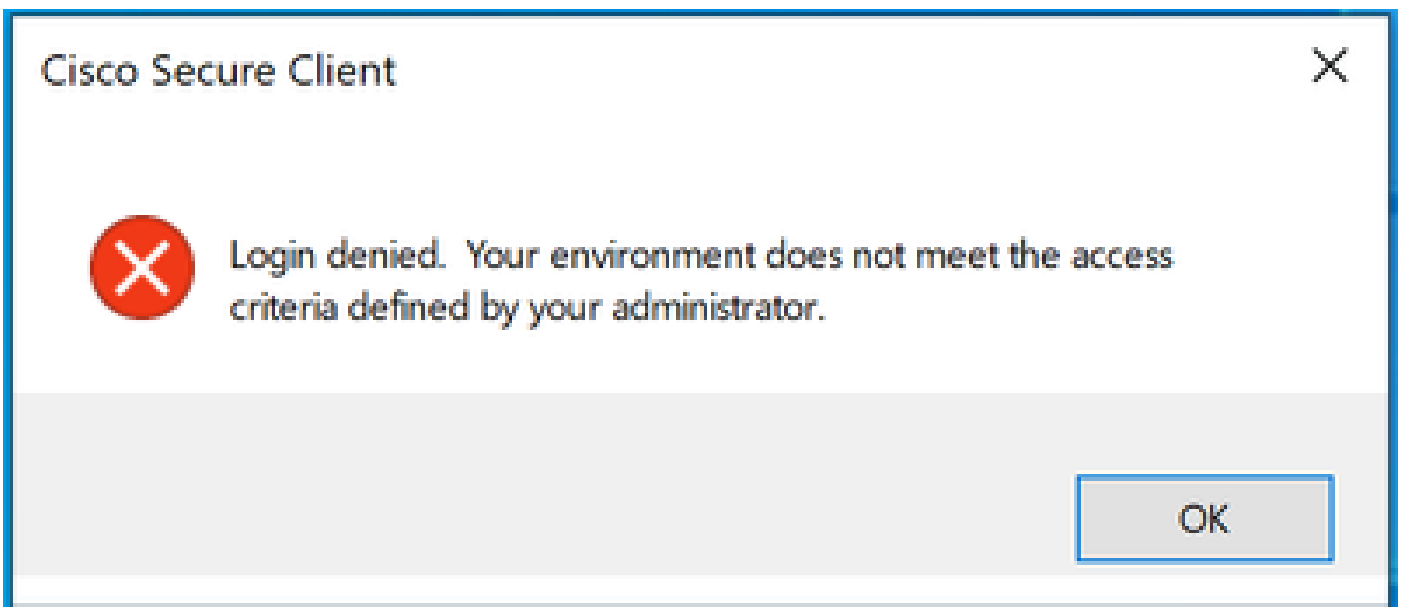 Cisco Secure Client
Login denied.  Your environment does not meet the access
criteria defined by your administrator.
OK